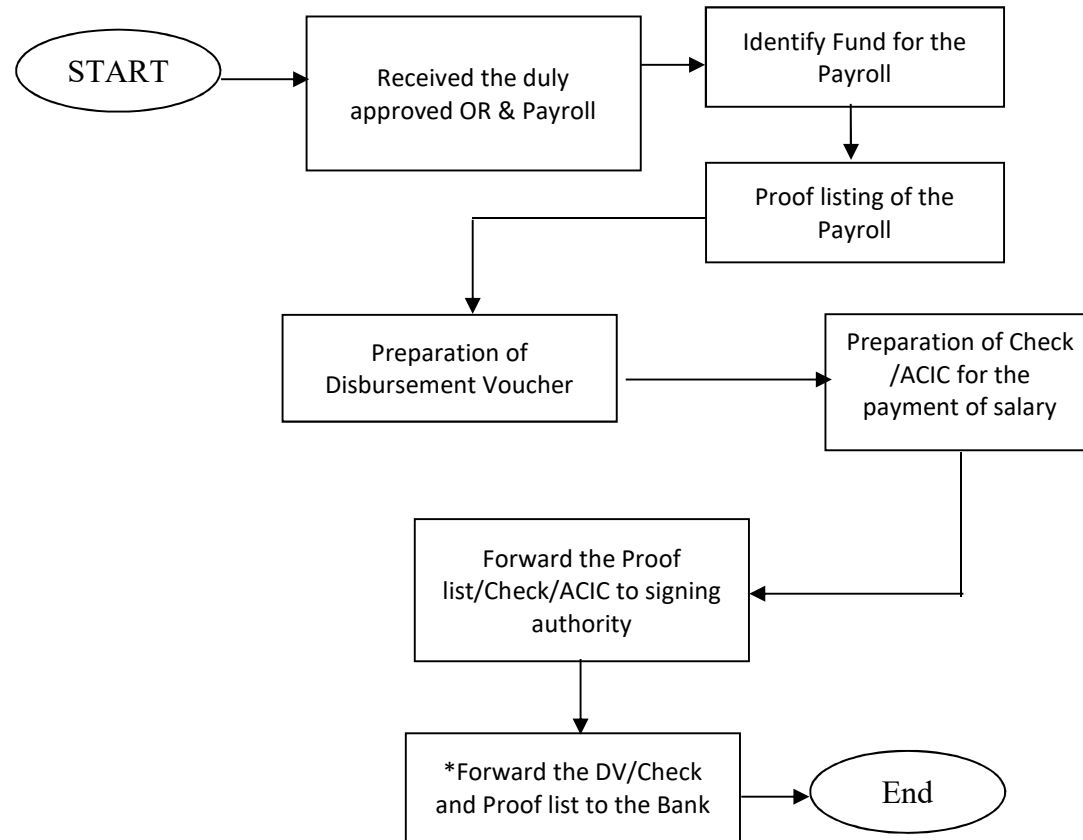 START
Received the duly
approved OR & Payroll
Identify Fund for the
Payroll
Proof listing of the
Payroll
Preparation of
Disbursement Voucher
Preparation of Check
/ACIC for the
payment of salary
Forward the Proof
list/Check/ACIC to signing
authority
*Forward the DV/Check
and Proof list to the Bank
End